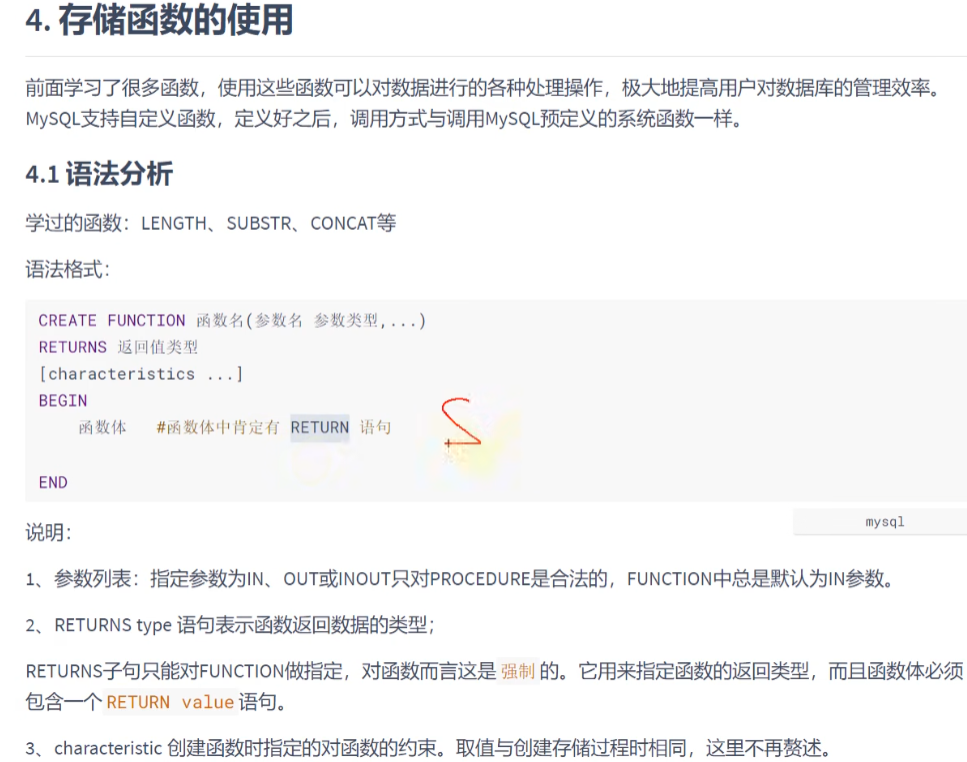 4. 存储函数的使用
前面学习了很多函数，使用这些函数可以对数据进行的各种处理操作，极大地提高用户对数据库的管理效率。
MySQL支持自定义函数，定义好之后，调用方式与调用MySQL预定义的系统函数一样。
4.1 语法分析
学过的函数：LENGTH、SUBSTR、CONCAT等
语法格式：
CREATE FUNCTION 函数名(参数名 参数类型,...)
RETURNS 返回值类型
[characteristics ...]
BEGIN
函数体 #函数体中肯定有 RETURN 语句
END
mysql
说明：
1、参数列表：指定参数为IN、OUT或INOUT只对PROCEDURE是合法的，FUNCTION中总是默认为IN参数。
2、RETURNS type 语句表示函数返回数据的类型；
RETURNS子句只能对FUNCTION做指定，对函数而言这是 强制 的。它用来指定函数的返回类型，而且函数体必须
包含一个 RETURN value 语句。
3、characteristic 创建函数时指定的对函数的约束。取值与创建存储过程时相同，这里不再赘述。